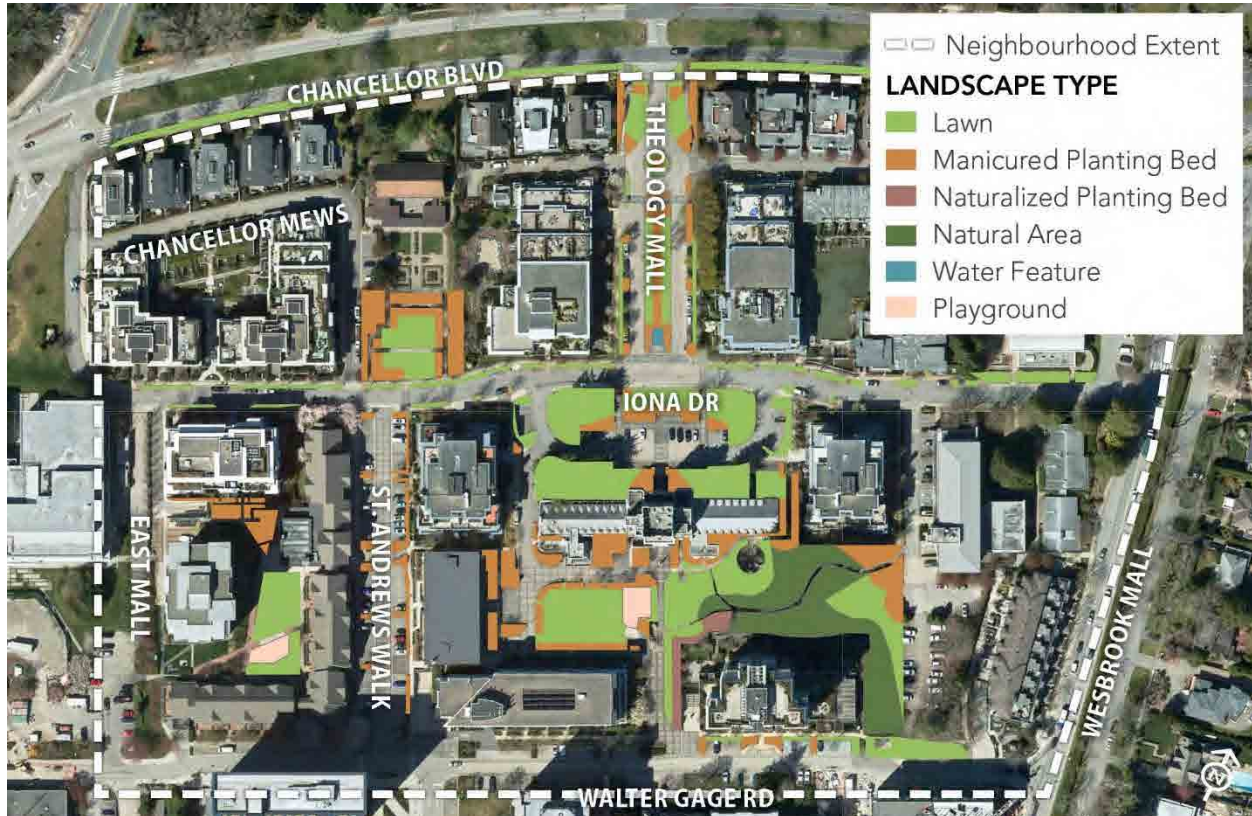 Neighbourhood Extent
LANDSCAPE TYPE
Lawn
Manicured Planting Bed
Naturalized Planting Bed
Natural Area
Water Feature
Playground
CHANCELLOR BLVD
THEOLOGY MALL
CHANCELLOR MEWS
IONA DR
EAST MALL
ST. ANDREWS WALK
WESBROOK MALL
WALTER GAGE RD
N